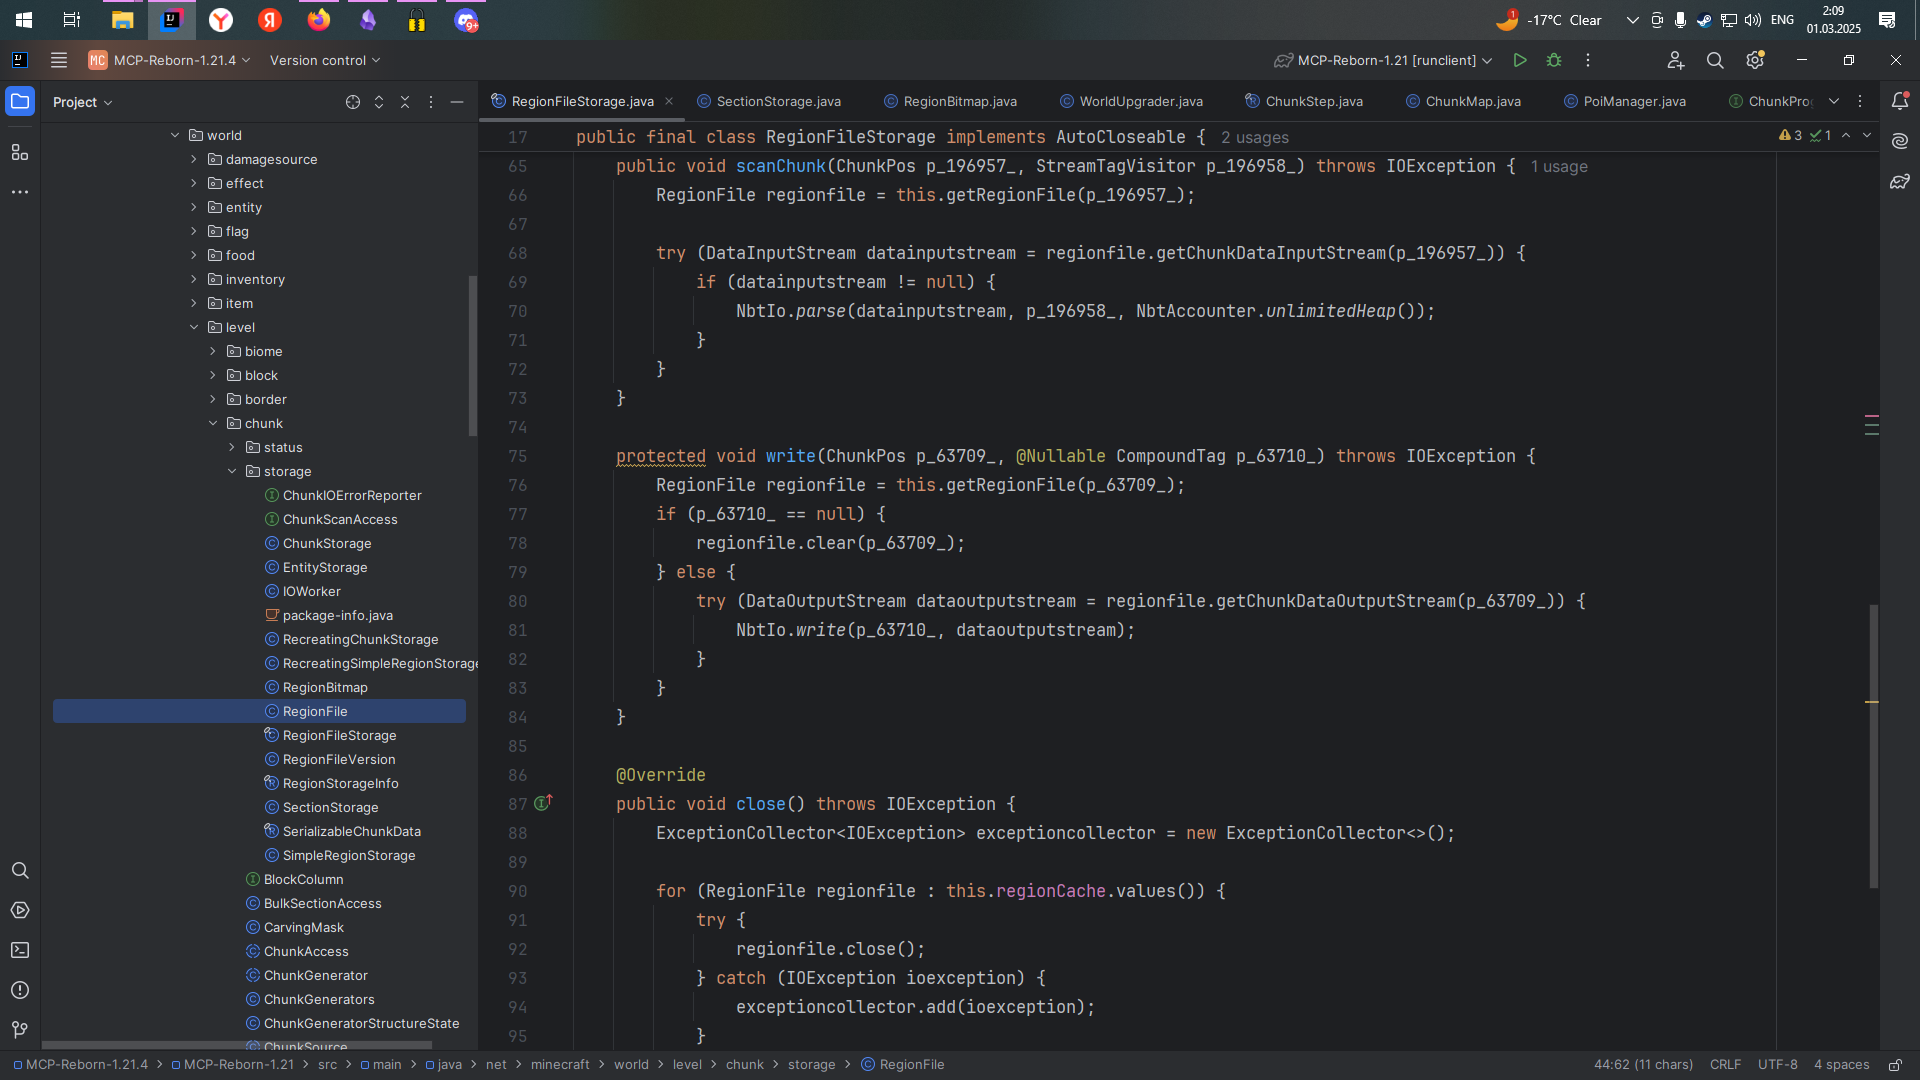 9+
1
-17°C Clear
ENG
2:09
01.03.2025
MC
MCP-Reborn-1.21.4
Version control
MCP-Reborn-1.21 [runclient]
Project
RegionFileStorage.java
SectionStorage.java
RegionBitmap.java
WorldUpgrader.java
ChunkStep.java
ChunkMap.java
PoiManager.java
ChunkPro
world
damagesource
effect
entity
flag
food
inventory
item
level
biome
block
border
chunk
status
storage
ChunkIOErrorReporter
ChunkScanAccess
ChunkStorage
EntityStorage
IOWorker
package-info.java
RecreatingChunkStorage
RecreatingSimpleRegionStorage
RegionBitmap
RegionFile
RegionFileStorage
RegionFileVersion
RegionStorageInfo
SectionStorage
SerializableChunkData
SimpleRegionStorage
BlockColumn
BulkSectionAccess
CarvingMask
ChunkAccess
ChunkGenerator
ChunkGenerators
ChunkGeneratorStructureState
ChunkSource
17 public final class RegionFileStorage implements AutoCloseable { 2 usages
3 1
65 public void scanChunk(ChunkPos p_196957_, StreamTagVisitor p_196958_) throws IOException { 1 usage
66 RegionFile regionfile = this.getRegionFile(p_196957_);
67
68 try (DataInputStream datainputstream = regionfile.getChunkDataInputStream(p_196957_)) {
69 if (datainputstream != null) {
70 NbtIo.parse(datainputstream, p_196958_, NbtAccounter.unlimitedHeap());
71 }
72 }
73 }
74
75 protected void write(ChunkPos p_63709_, @Nullable CompoundTag p_63710_) throws IOException {
76 RegionFile regionfile = this.getRegionFile(p_63709_);
77 if (p_63710_ == null) {
78 regionfile.clear(p_63709_);
79 } else {
80 try (DataOutputStream dataoutputstream = regionfile.getChunkDataOutputStream(p_63709_)) {
81 NbtIo.write(p_63710_, dataoutputstream);
82 }
83 }
84 }
85
86 @Override
87 public void close() throws IOException {
88 ExceptionCollector<IOException> exceptioncollector = new ExceptionCollector<>();
89
90 for (RegionFile regionfile : this.regionCache.values()) {
91 try {
92 regionfile.close();
93 } catch (IOException ioexception) {
94 exceptioncollector.add(ioexception);
95 }
MCP-Reborn-1.21.4 > MCP-Reborn-1.21 > src > main > java > net > minecraft > world > level > chunk > storage > RegionFile
44:62 (11 chars) CRLF UTF-8 4 spaces